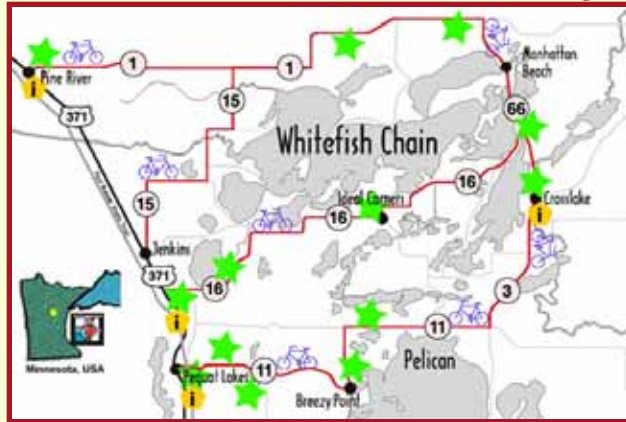 Manhattan
Beach
Pine River
i
1
1
371
15
66
Whitefish Chain
16
Ideal Corners
16
Crosslake
i
15
Jenkins
371
16
3
i
11
Pelican
Minnesota, USA
Pequot Lakes
11
i
Breezy Point